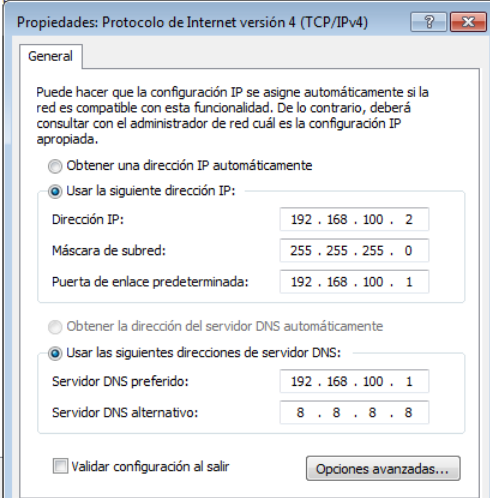 Propiedades: Protocolo de Internet versión 4 (TCP/IPv4)
General
Puede hacer que la configuración IP se asigne automáticamente si la
red es compatible con esta funcionalidad. De lo contrario, deberá
consultar con el administrador de red cuál es la configuración IP
apropiada.
Obtener una dirección IP automáticamente
Usar la siguiente dirección IP:
Dirección IP: 192 . 168 . 100 . 2
Máscara de subred: 255 . 255 . 255 . 0
Puerta de enlace predeterminada: 192 . 168 . 100 . 1
Obtener la dirección del servidor DNS automáticamente
Usar las siguientes direcciones de servidor DNS:
Servidor DNS preferido: 192 . 168 . 100 . 1
Servidor DNS alternativo: 8 . 8 . 8 . 8
Validar configuración al salir Opciones avanzadas...